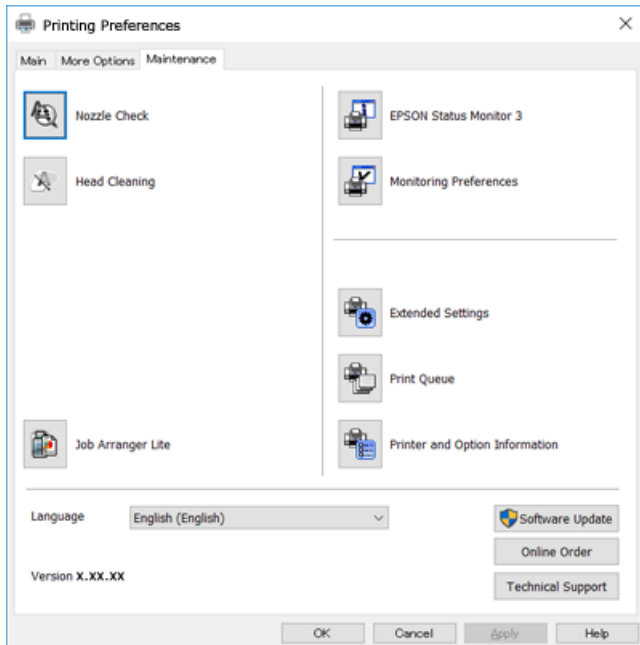 Printing Preferences
Main
More Options
Maintenance
Nozzle Check
EPSON Status Monitor 3
Head Cleaning
Monitoring Preferences
Extended Settings
Print Queue
Job Arranger Lite
Printer and Option Information
Language
English (English)
Software Update
Online Order
Version X.XX.XX
Technical Support
OK
Cancel
Apply
Help